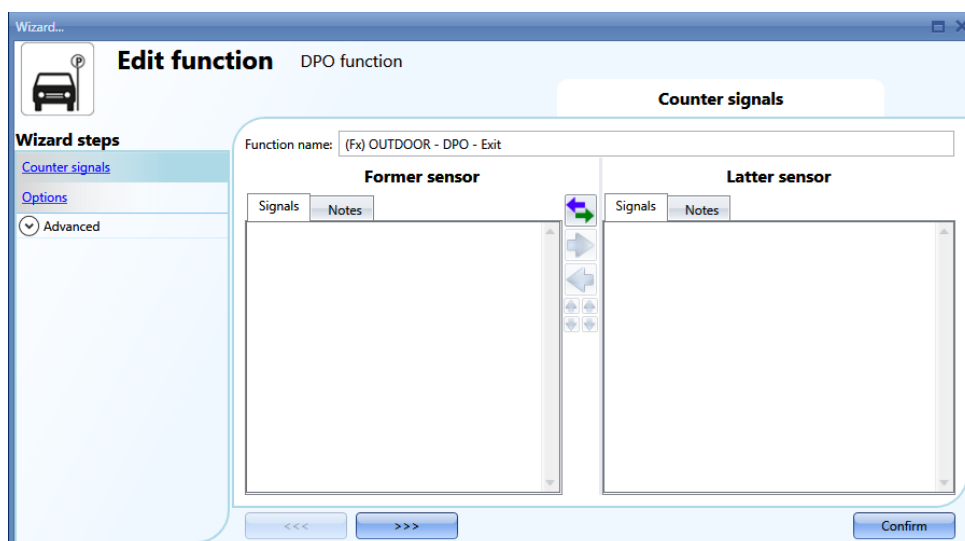 Wizard...
P
Edit function DPO function
Counter signals
Wizard steps
Counter signals
Options
Advanced
Function name: (Fx) OUTDOOR - DPO - Exit
Former sensor
Latter sensor
Signals Notes
Signals Notes
<<< >>> Confirm